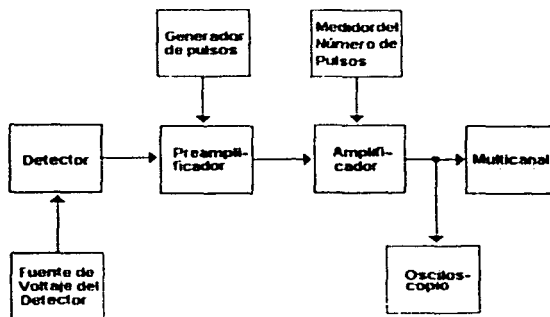 Generador
de pulsos
Medidor del
Número de
Pulsos
Detector
Preampli-
ficador
Amplifi-
cador
Multicanal
Fuente de
Voltaje del
Detector
Oscilos-
copio